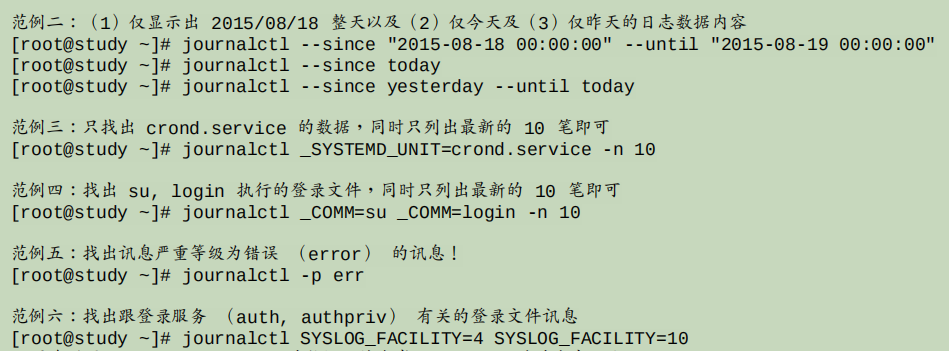 范例二：（1）仅显示出 2015/08/18 整天以及（2）仅今天及（3）仅昨天的日志数据内容
[root@study ~]# journalctl --since "2015-08-18 00:00:00" --until "2015-08-19 00:00:00"
[root@study ~]# journalctl --since today
[root@study ~]# journalctl --since yesterday --until today
范例三：只找出 crond.service 的数据，同时只列出最新的 10 笔即可
[root@study ~]# journalctl _SYSTEMD_UNIT=crond.service -n 10
范例四：找出 su, login 执行的登录文件，同时只列出最新的 10 笔即可
[root@study ~]# journalctl _COMM=su _COMM=login -n 10
范例五：找出讯息严重等级为错误 （error） 的讯息！
[root@study ~]# journalctl -p err
范例六：找出跟登录服务 （auth, authpriv） 有关的登录文件讯息
[root@study ~]# journalctl SYSLOG_FACILITY=4 SYSLOG_FACILITY=10